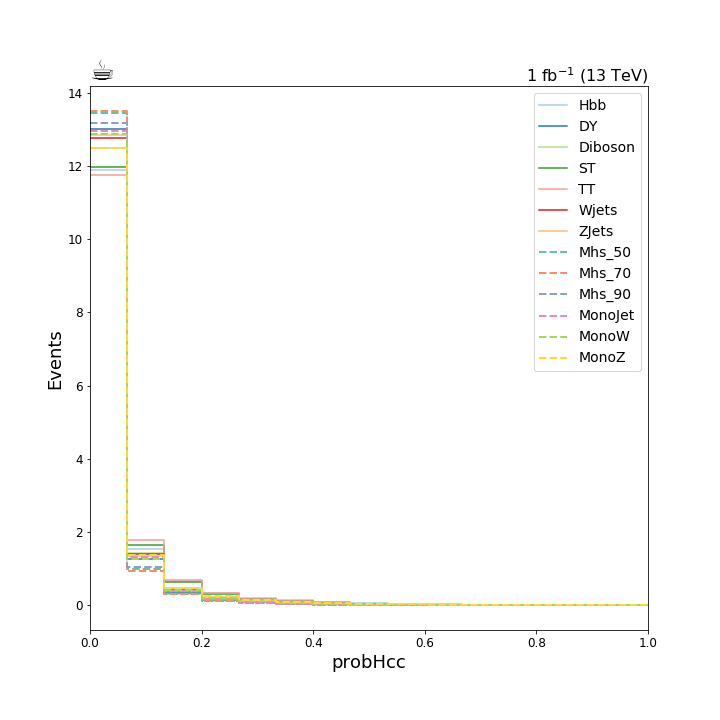 ☕
1 fb⁻¹ (13 TeV)
14
12
10
8
6
4
2
0
Events
Hbb
DY
Diboson
ST
TT
Wjets
ZJets
Mhs_50
Mhs_70
Mhs_90
MonoJet
MonoW
MonoZ
0.0 0.2 0.4 0.6 0.8 1.0
probHcc